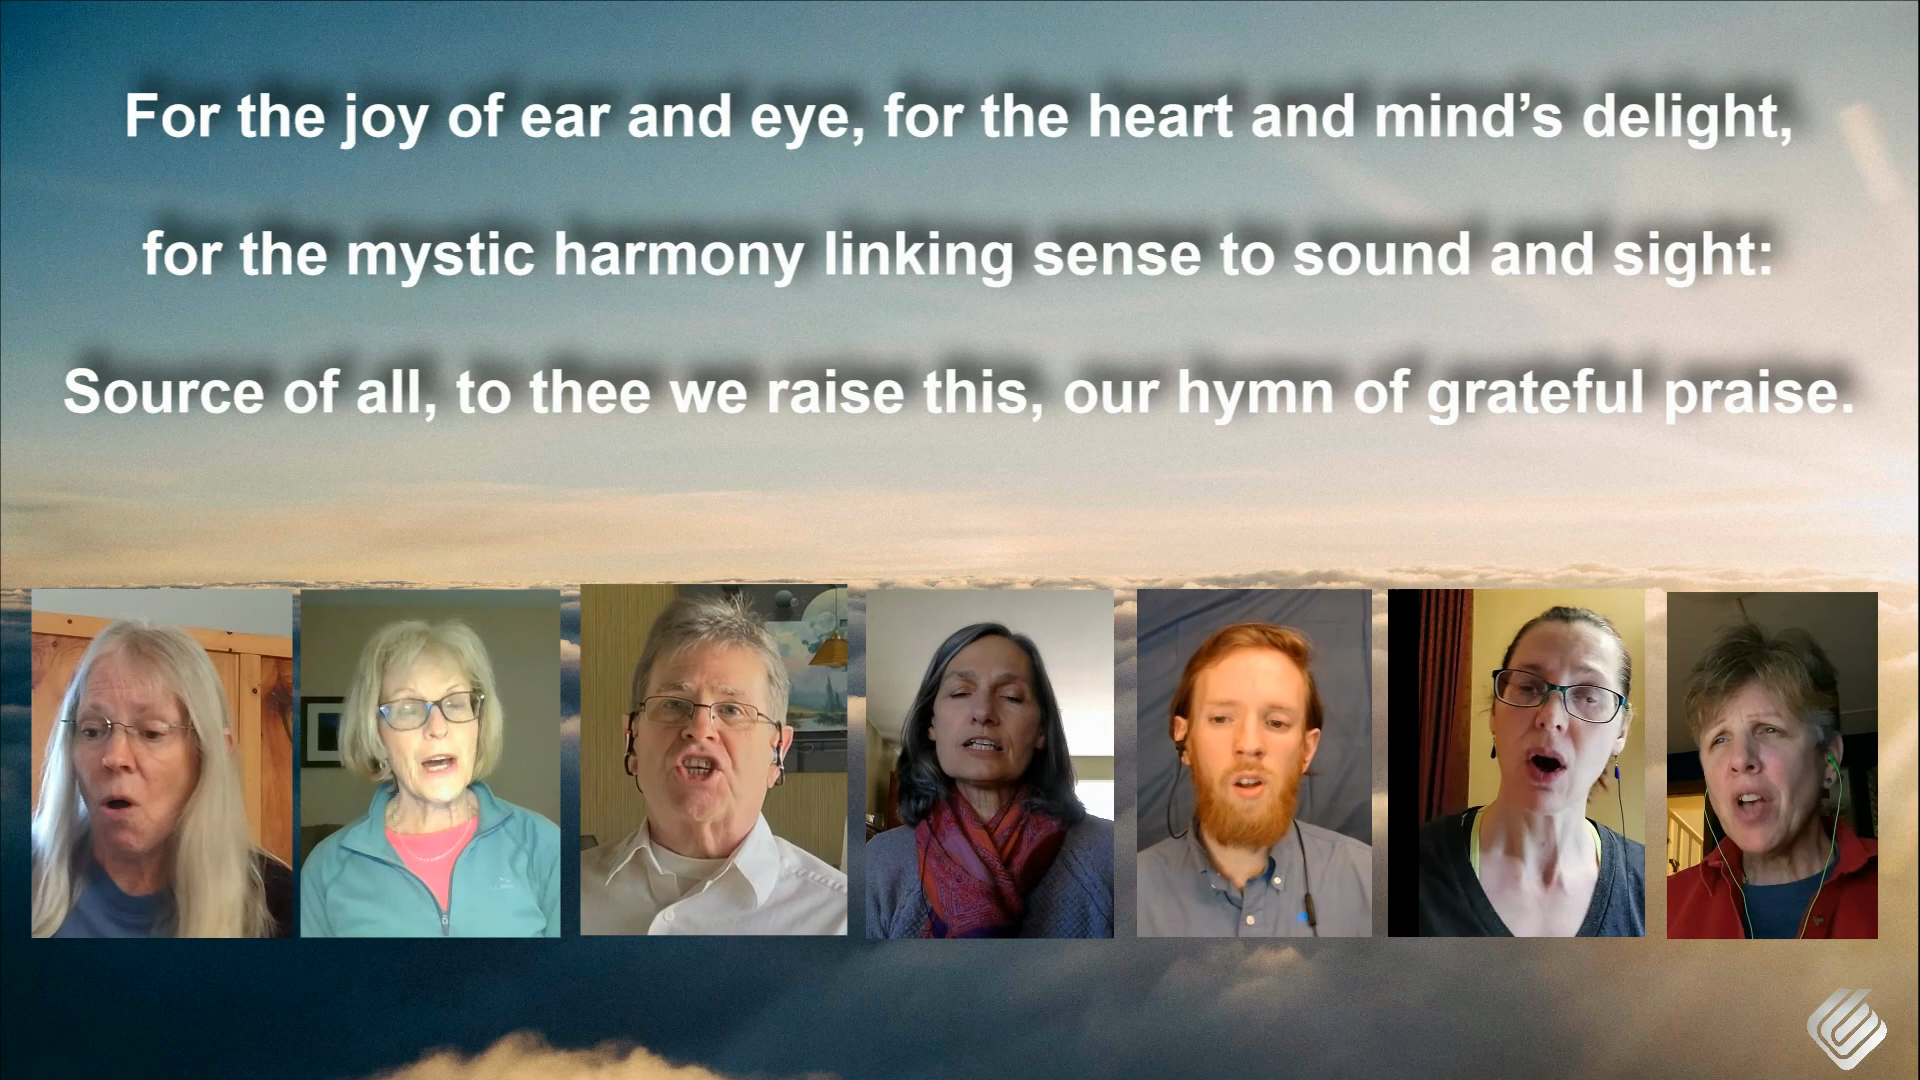 For the joy of ear and eye, for the heart and mind’s delight,
for the mystic harmony linking sense to sound and sight:
Source of all, to thee we raise this, our hymn of grateful praise.